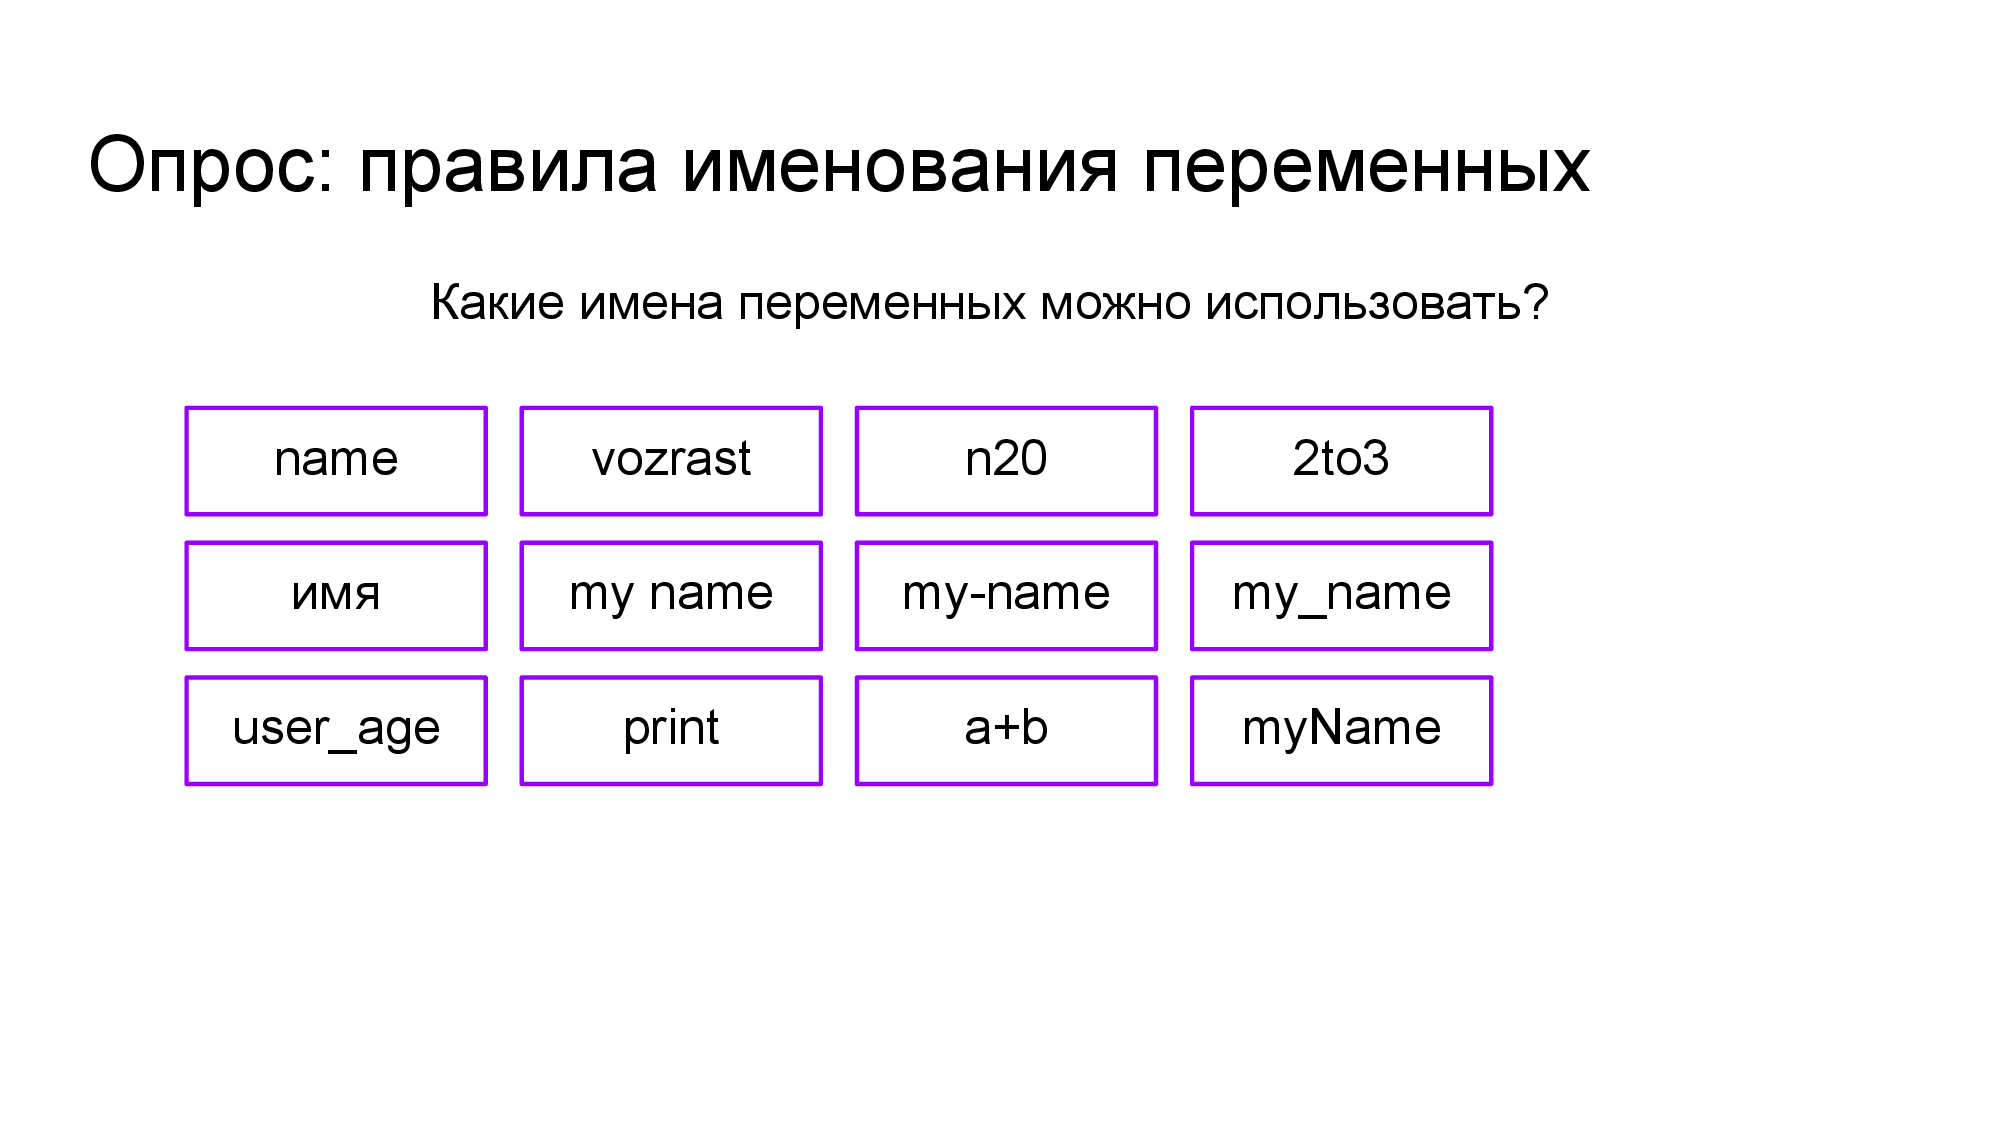 Опрос: правила именования переменных
Какие имена переменных можно использовать?
name vozrast n20 2to3
имя my name my-name my_name
user_age print a+b myName